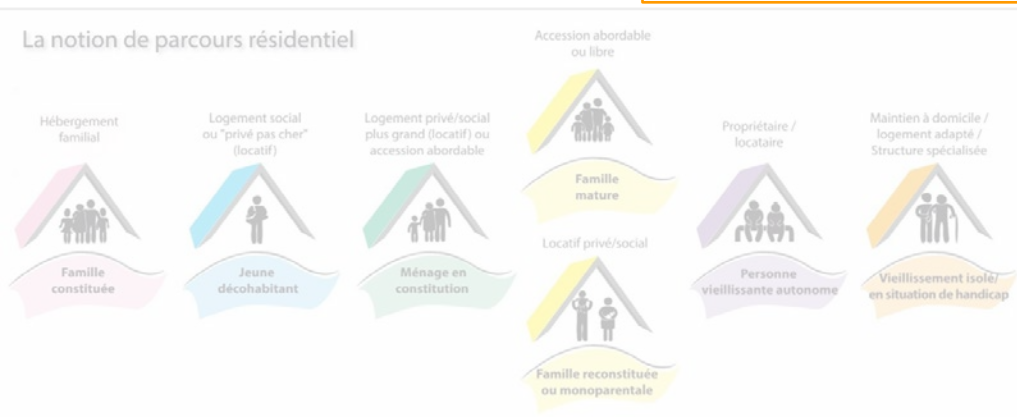 La notion de parcours résidentiel
Hébergement
familial
Famille
constituée
Logement social
ou "privé pas cher"
(locatif)
Jeune
décohabitant
Logement privé/social
plus grand (locatif) ou
accession abordable
Ménage en
constitution
Accession abordable
ou libre
Famille
mature
Locatif privé/social
Famille reconstituée
ou monoparentale
Propriétaire /
locataire
Personne
vieillissante autonome
Maintien à domicile /
logement adapté /
Structure spécialisée
Vieillissement isolé/
en situation de handicap